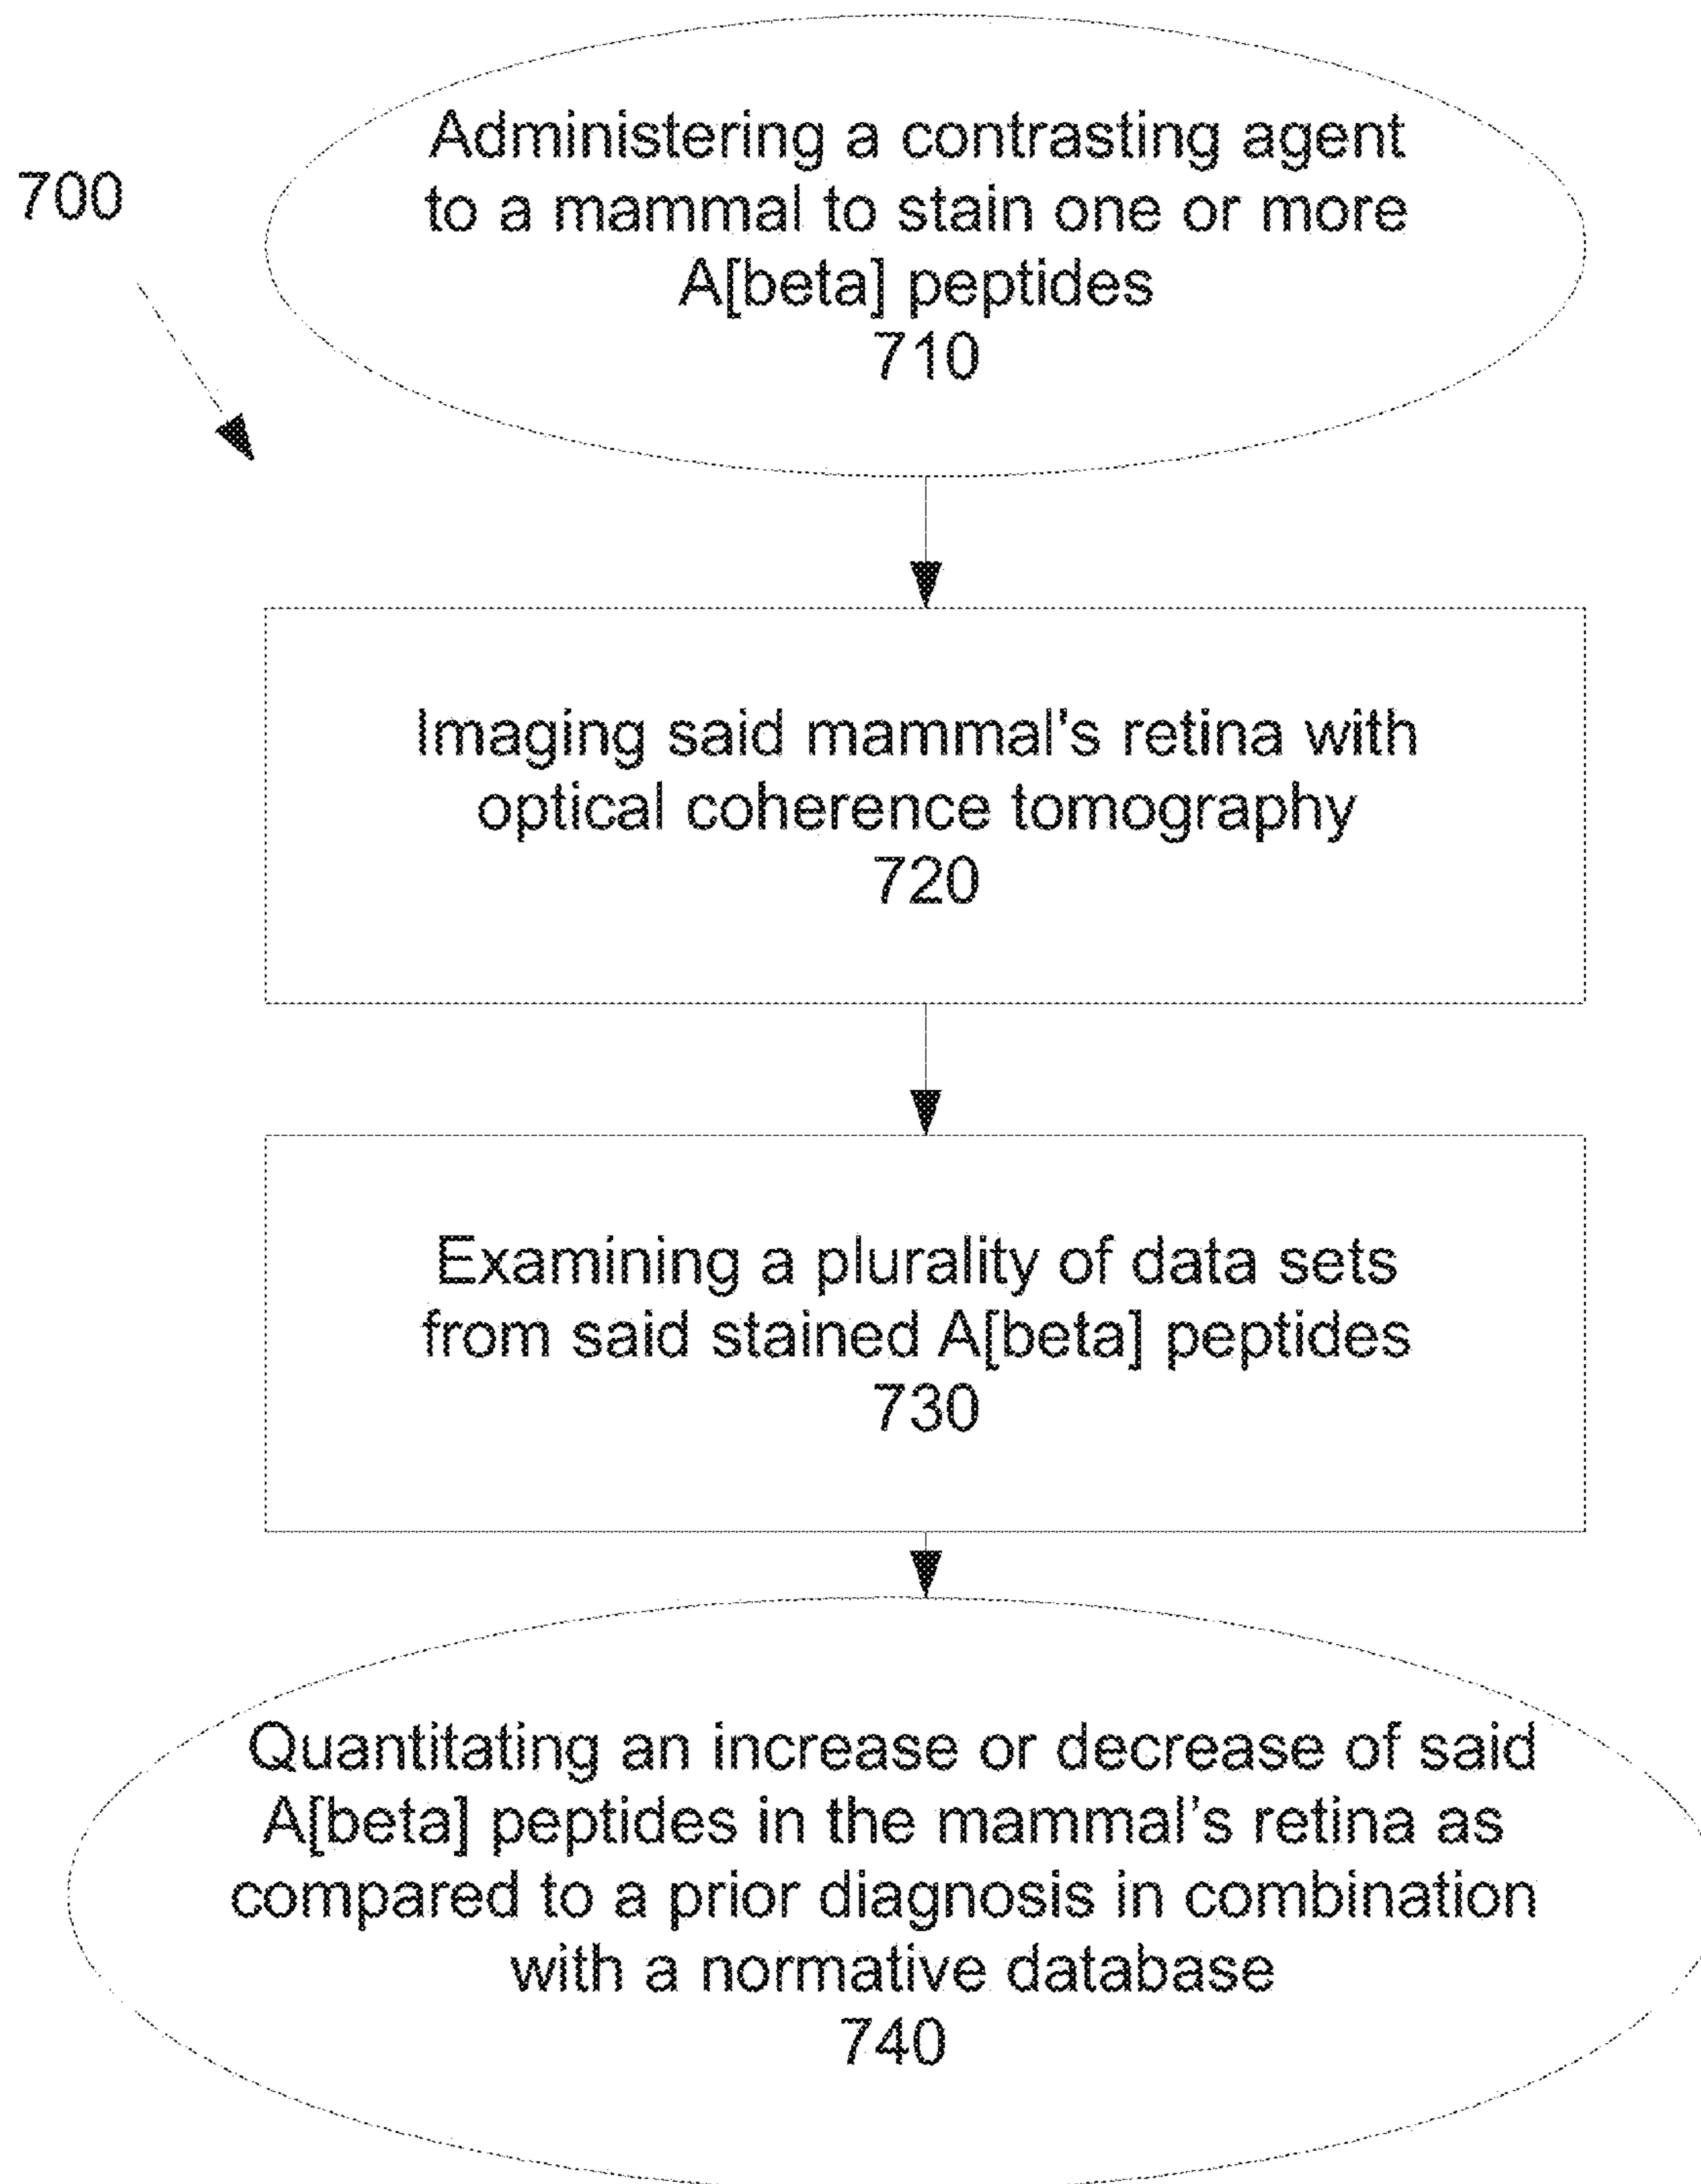 700
Administering a contrasting agent
to a mammal to stain one or more
A[beta] peptides
710
Imaging said mammal's retina with
optical coherence tomography
720
Examining a plurality of data sets
from said stained A[beta] peptides
730
Quantitating an increase or decrease of said
A[beta] peptides in the mammal’s retina as
compared to a prior diagnosis in combination
with a normative database
740